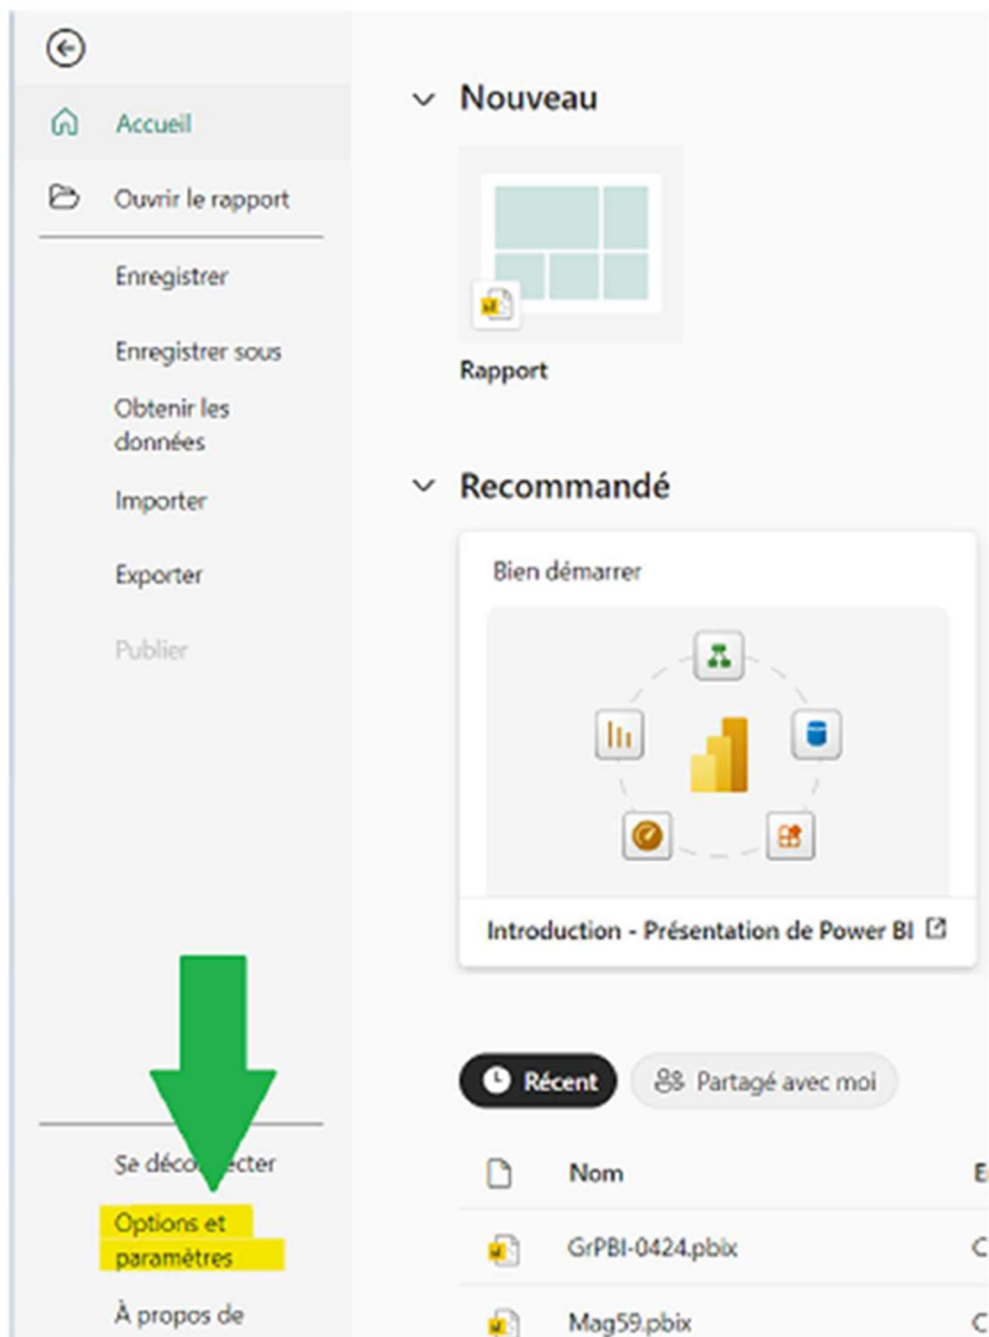 Accueil
Ouvrir le rapport
Enregistrer
Enregistrer sous
Obtenir les
données
Importer
Exporter
Publier
Se déconnecter
Options et
paramètres
À propos de
Nouveau
Rapport
Recommandé
Bien démarrer
Introduction - Présentation de Power BI
Récent
Partagé avec moi
Nom
GrPBI-0424.pbix
Mag59.pbix